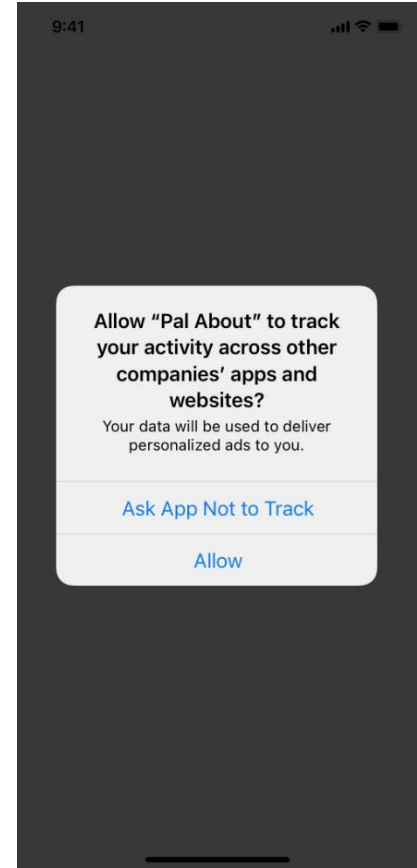 9:41
Allow “Pal About” to track
your activity across other
companies’ apps and
websites?
Your data will be used to deliver
personalized ads to you.
Ask App Not to Track
Allow